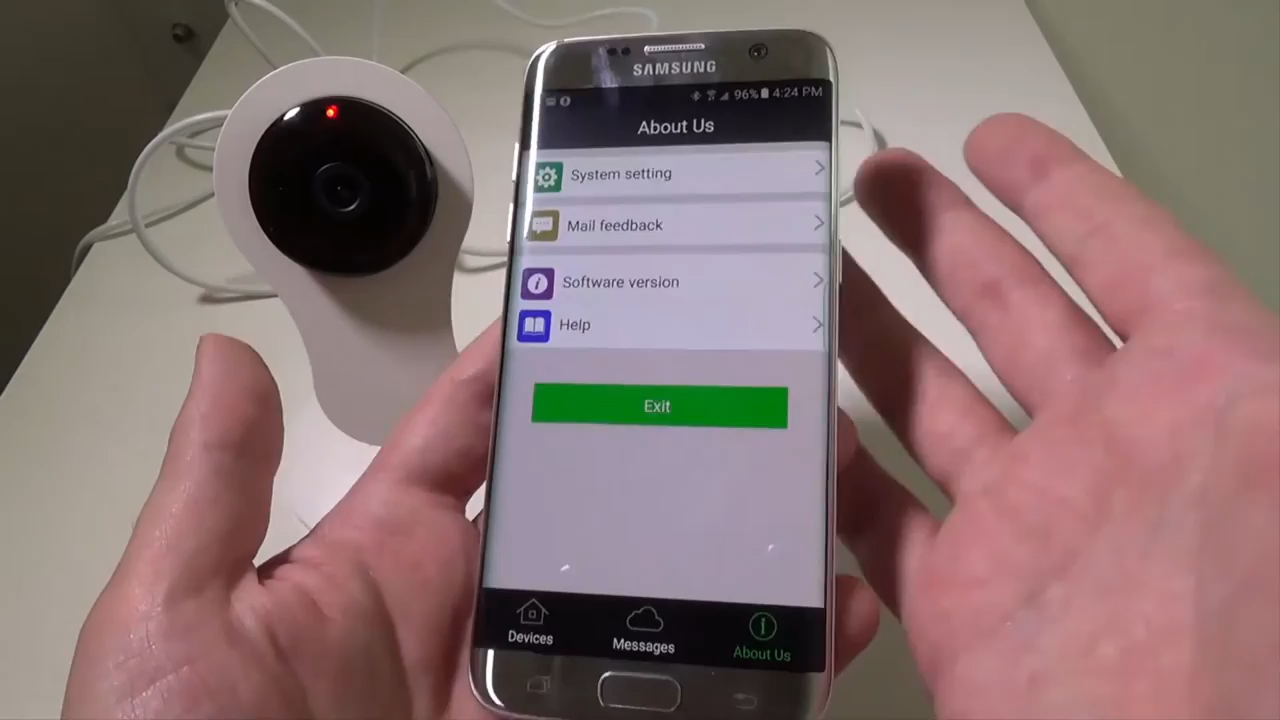 SAMSUNG
96% 4:24 PM
About Us
System setting
Mail feedback
Software version
Help
Exit
Devices
Messages
About Us